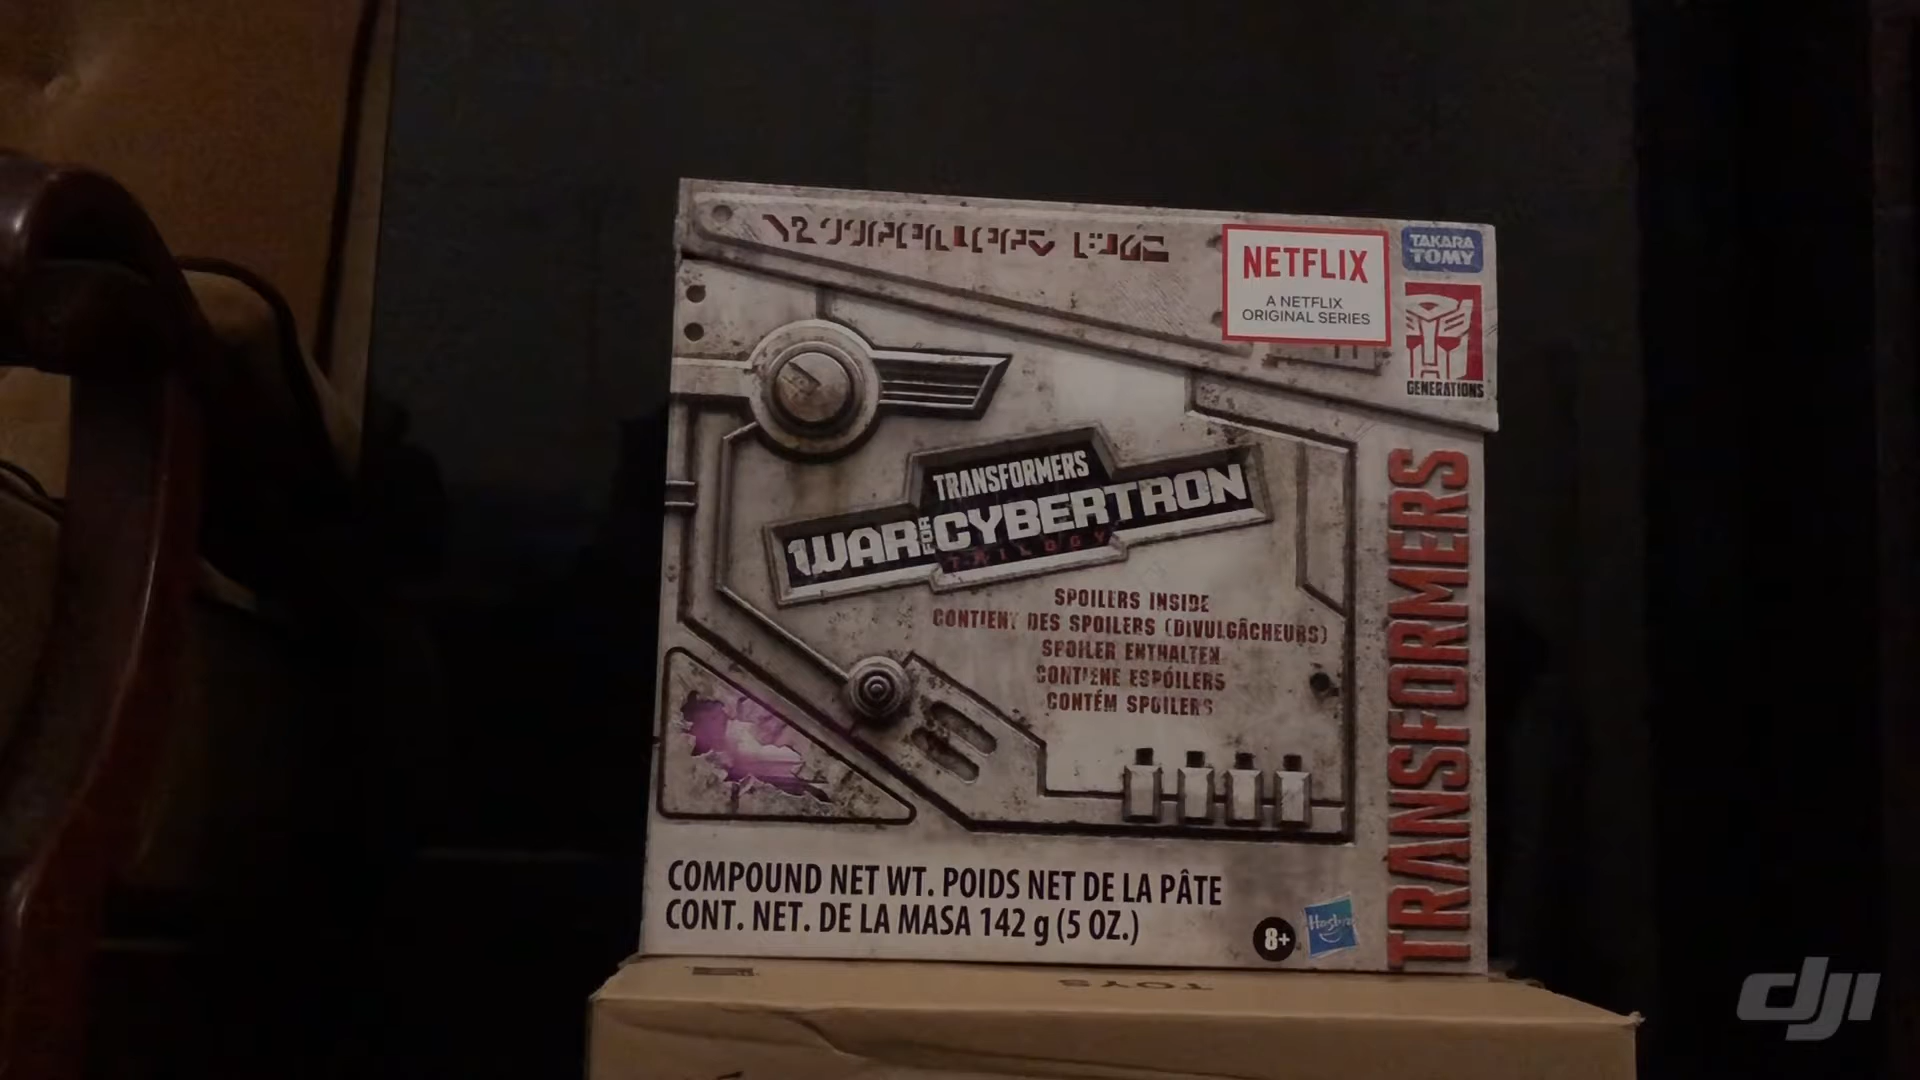 NETFLIX
A NETFLIX
ORIGINAL SERIES
TAKARA
TOMY
GENERATIONS
TRANSFORMERS
WAR FOR CYBERTRON
TRILOGY
SPOILERS INSIDE
CONTIENT DES SPOILERS (DIVULGÂCHEURS)
SPOILER ENTHALTEN
CONTIENE ESPÓILERS
CONTÉM SPOILERS
TRANSFORMERS
COMPOUND NET WT. POIDS NET DE LA PÂTE
CONT. NET. DE LA MASA 142 g (5 OZ.)
8+
Hasbro
TOYS
dji